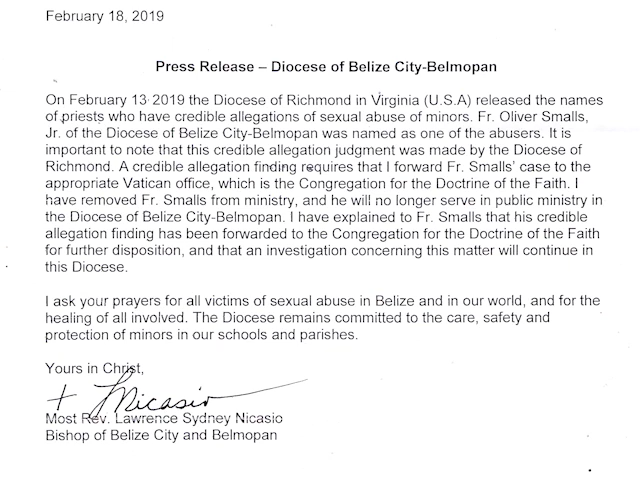 February 18, 2019
Press Release – Diocese of Belize City-Belmopan
On February 13 2019 the Diocese of Richmond in Virginia (U.S.A) released the names
of priests who have credible allegations of sexual abuse of minors. Fr. Oliver Smalls,
Jr. of the Diocese of Belize City-Belmopan was named as one of the abusers. It is
important to note that this credible allegation judgment was made by the Diocese of
Richmond. A credible allegation finding requires that I forward Fr. Smalls' case to the
appropriate Vatican office, which is the Congregation for the Doctrine of the Faith. I
have removed Fr. Smalls from ministry, and he will no longer serve in public ministry in
the Diocese of Belize City-Belmopan. I have explained to Fr. Smalls that his credible
allegation finding has been forwarded to the Congregation for the Doctrine of the Faith
for further disposition, and that an investigation concerning this matter will continue in
this Diocese.
I ask your prayers for all victims of sexual abuse in Belize and in our world, and for the
healing of all involved. The Diocese remains committed to the care, safety and
protection of minors in our schools and parishes.
Yours in Christ,
+ LNicasio
Most Rev. Lawrence Sydney Nicasio
Bishop of Belize City and Belmopan